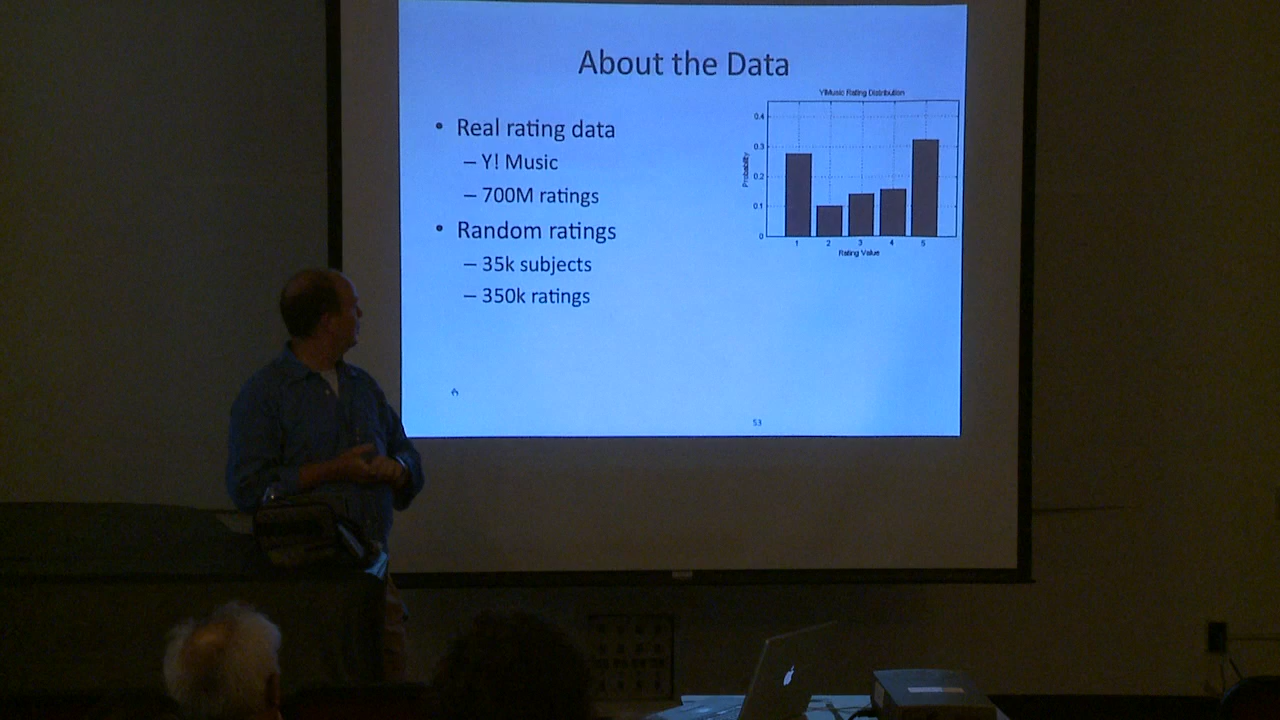 About the Data
• Real rating data
– Y! Music
– 700M ratings
• Random ratings
– 35k subjects
– 350k ratings
Y!Music Rating Distribution
Probability
0.4
0.3
0.2
0.1
0
1 2 3 4 5
Rating Value
53